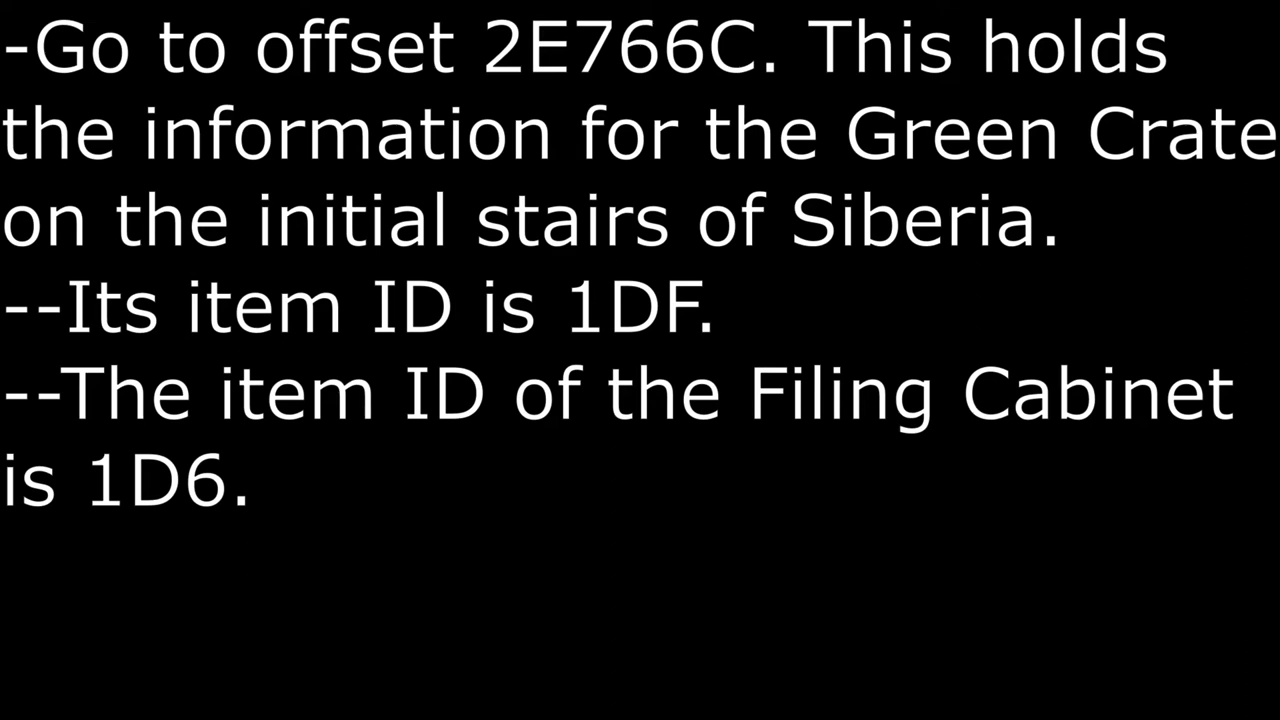 -Go to offset 2E766C. This holds
the information for the Green Crate
on the initial stairs of Siberia.
--Its item ID is 1DF.
--The item ID of the Filing Cabinet
is 1D6.